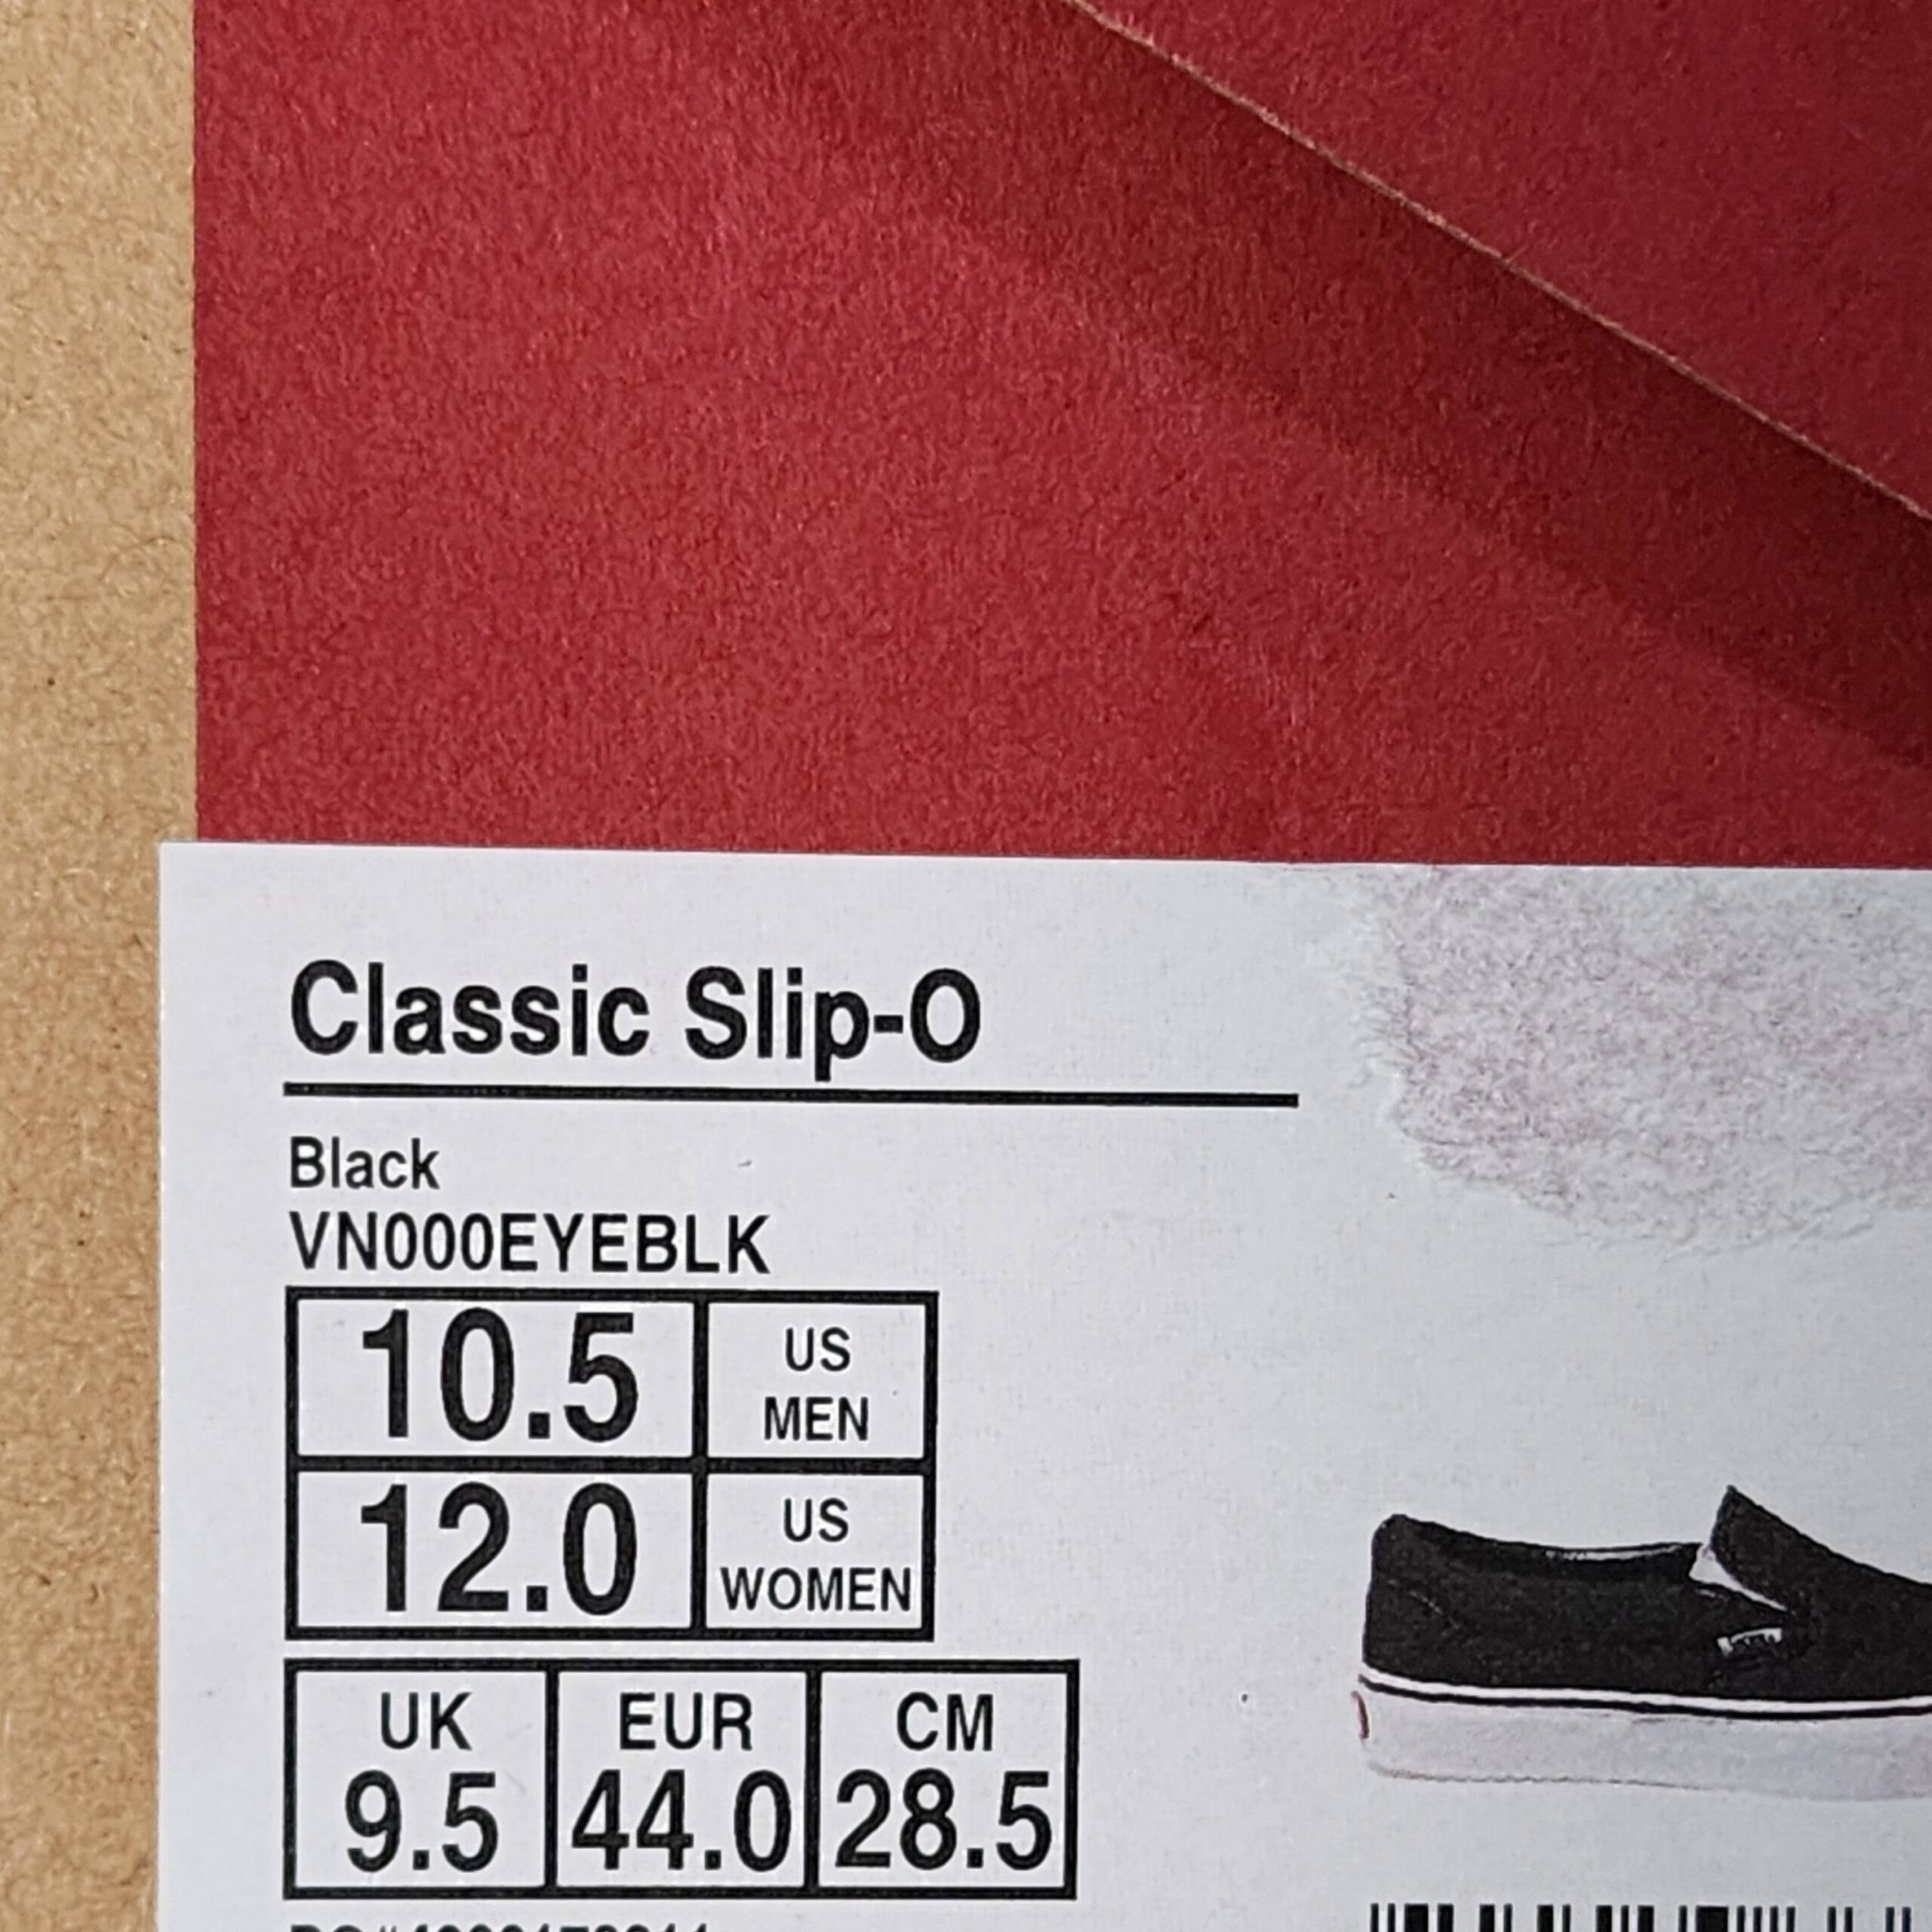 Classic Slip-O
Black
VN000EYEBLK
10.5 US MEN
12.0 US WOMEN
UK EUR CM
9.5 44.0 28.5